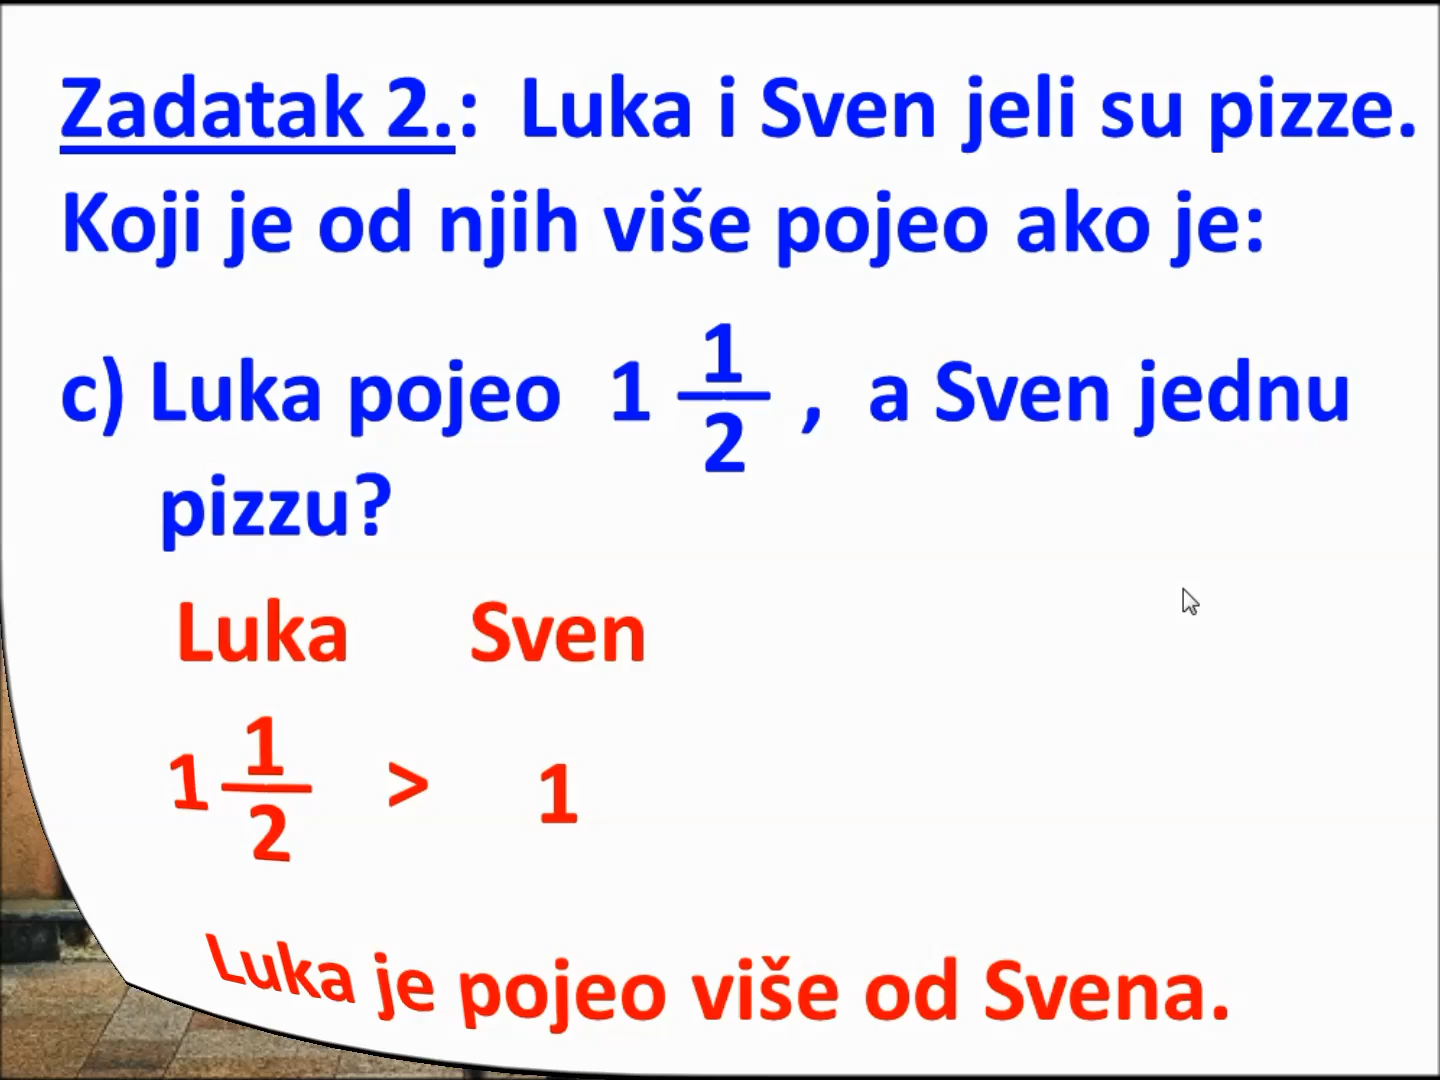 Zadatak 2.: Luka i Sven jeli su pizze.
Koji je od njih više pojeo ako je:
c) Luka pojeo 1 1/2 , a Sven jednu
pizzu?
Luka Sven
1 1/2 > 1
Luka je pojeo više od Svena.